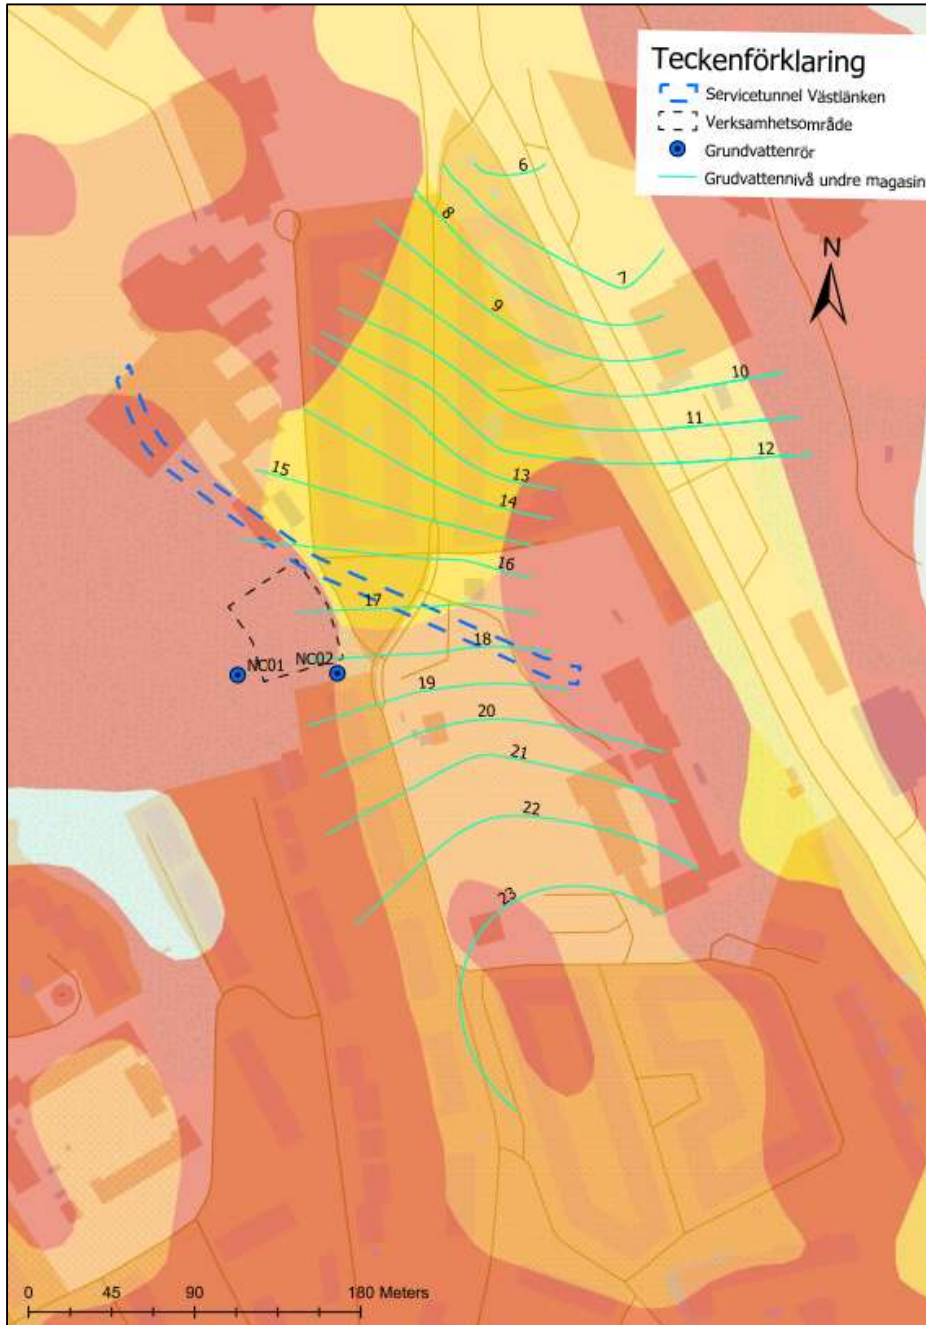 Teckenförklaring
Servicetunnel Västlänken
Verksamhetsområde
Grundvattenrör
Grudvattennivå undre magasin
N
6
7
8
9
10
11
12
13
14
15
16
17
18
NC01
NC02
19
20
21
22
23
0 45 90 180 Meters